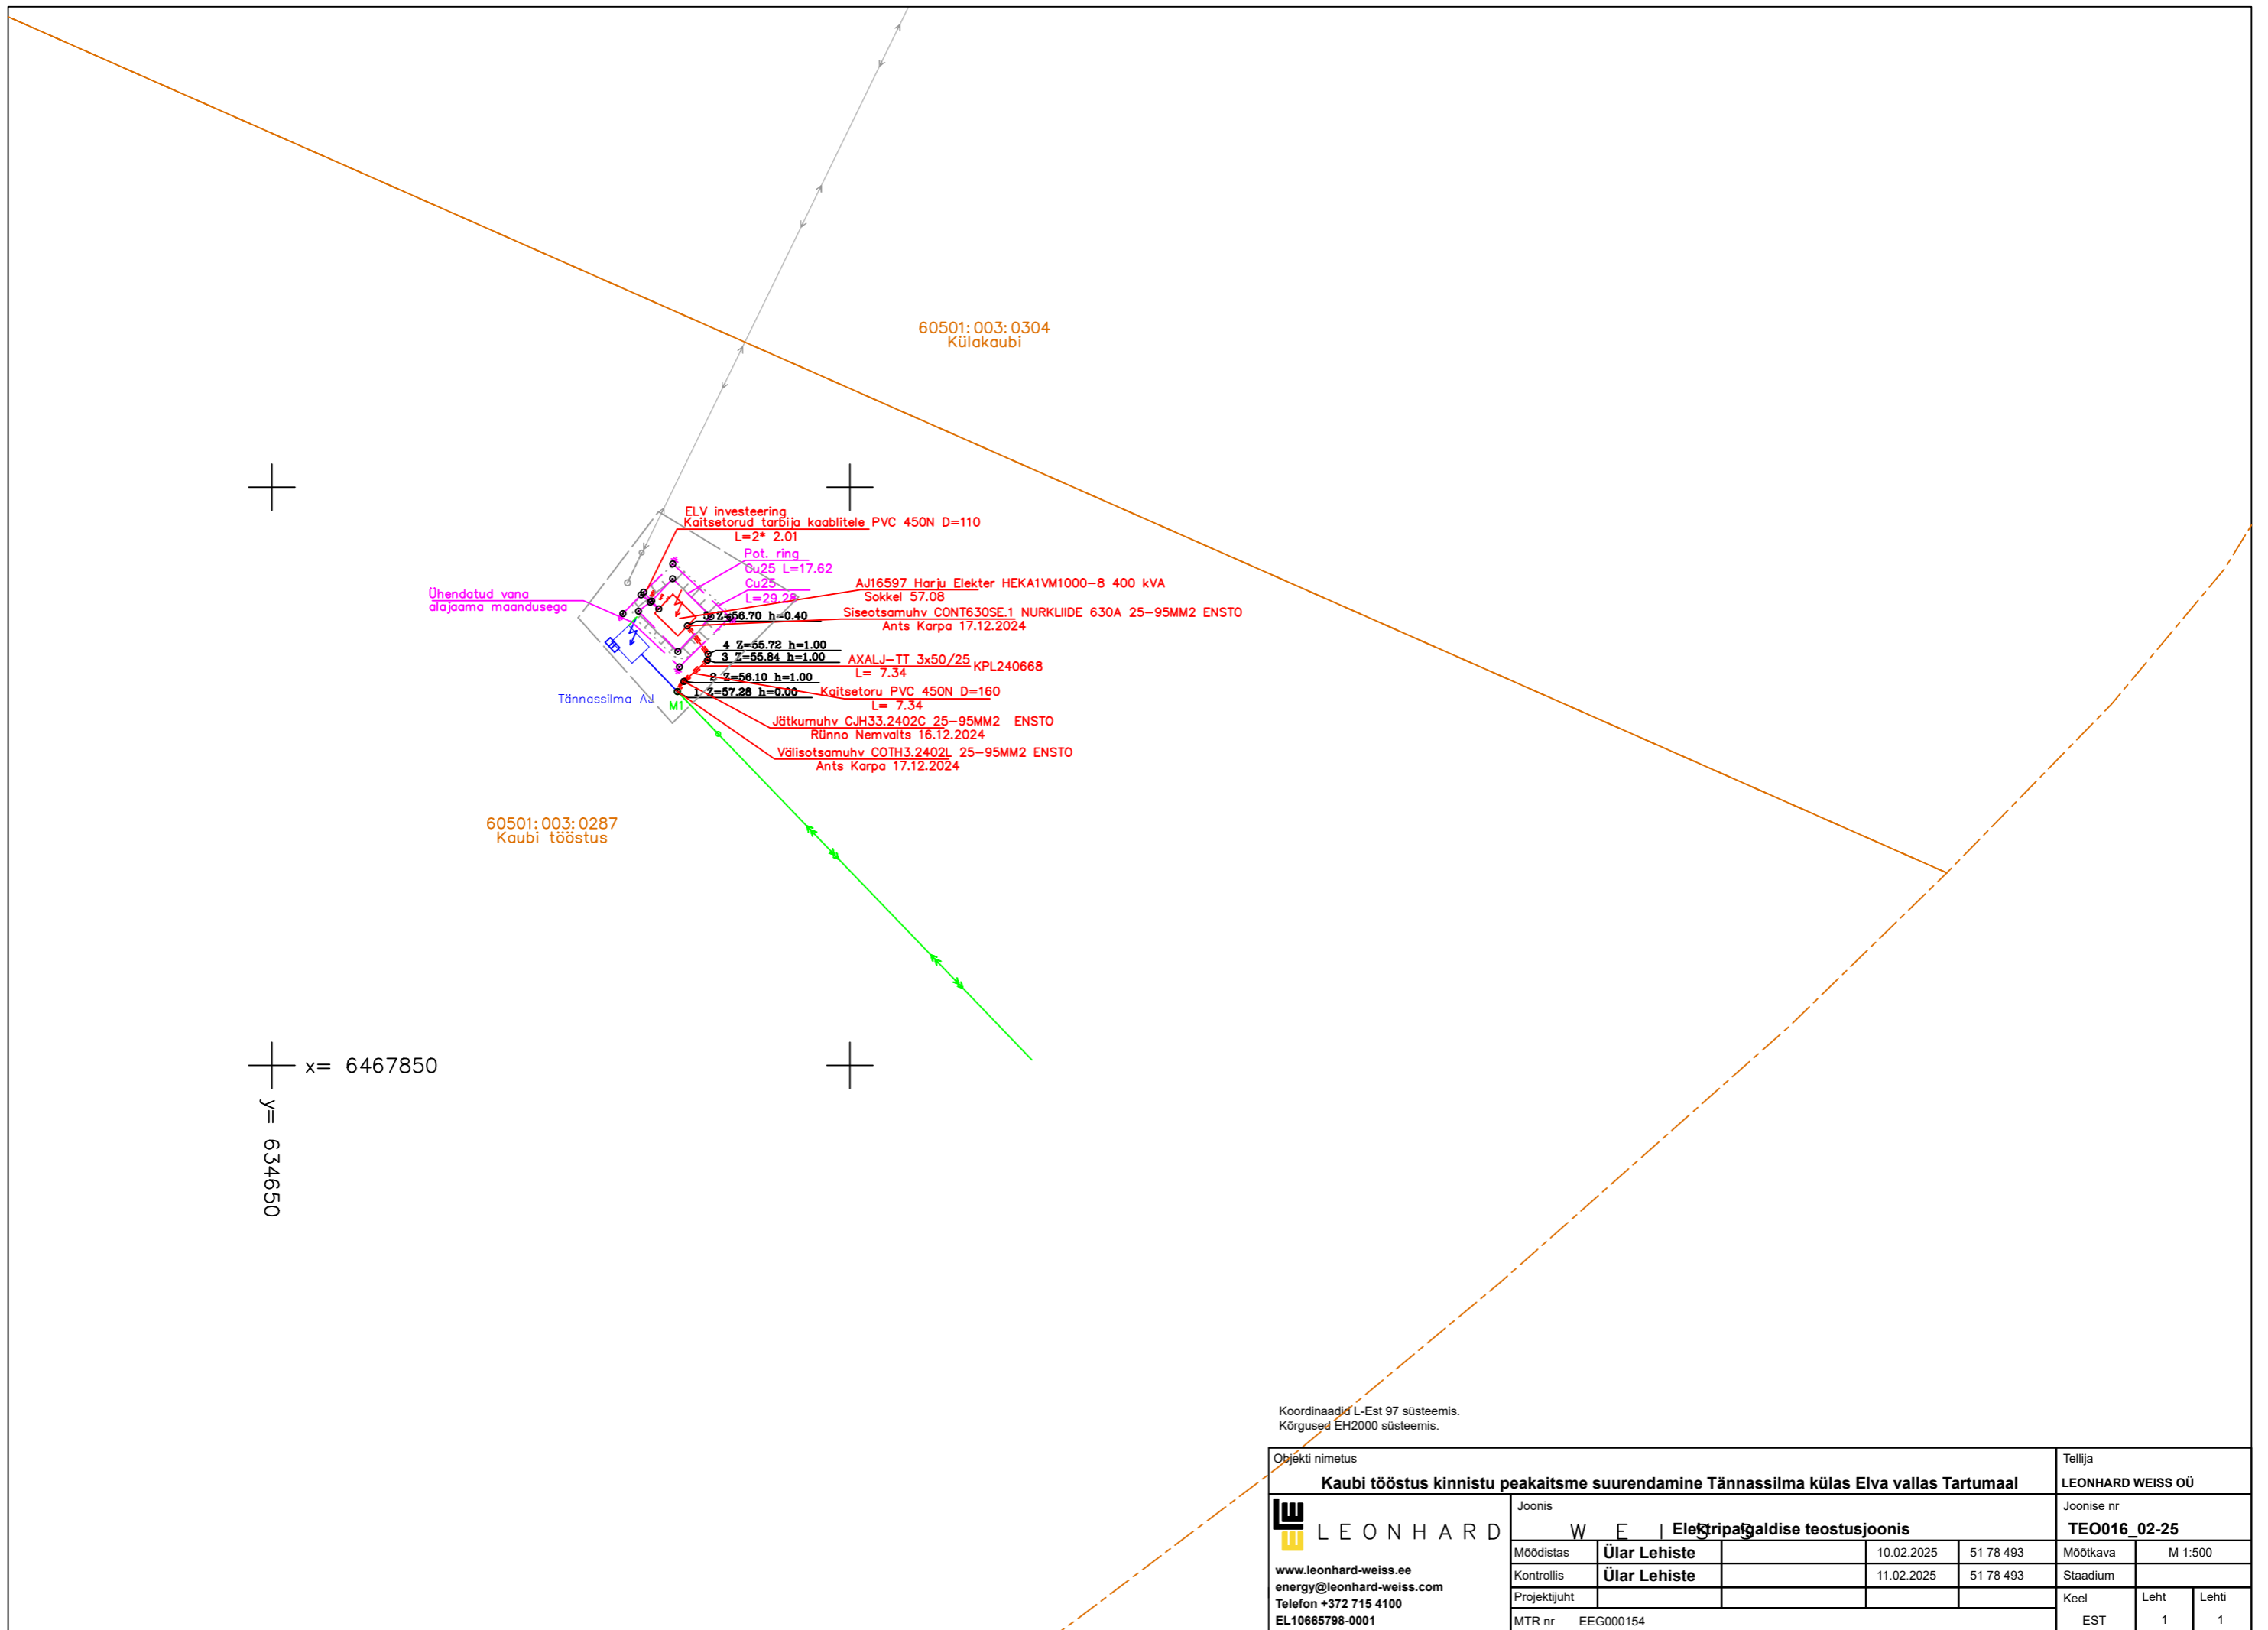 60501:003:0304
Külakaubi
ELV investeering
Kaitsetorud tarbija kaablitele PVC 450N D=110
L=2* 2.01
Pot. ring
Cu25 L=17.62
Cu25
L=29.28
Ühendatud vana
alajaama maandusega
AJ16597 Harju Elekter HEKA1VM1000-8 400 kVA
Sokkel 57.08
5 Z=56.70 h=0.40
Siseotsamuhv CONT630SE.1 NURKLIIDE 630A 25-95MM2 ENSTO
Ants Karpa 17.12.2024
4 Z=55.72 h=1.00
3 Z=55.84 h=1.00
AXALJ-TT 3x50/25
L= 7.34
KPL240668
2 Z=56.10 h=1.00
1 Z=57.28 h=0.00
Kaitsetoru PVC 450N D=160
L= 7.34
Tännassilma AJ
M1
Jätkumuhv CJH33.2402C 25-95MM2 ENSTO
Rünno Nemvalts 16.12.2024
Välisotsamuhv COTH3.2402L 25-95MM2 ENSTO
Ants Karpa 17.12.2024
60501:003:0287
Kaubi tööstus
x= 6467850
y= 634650
Koordinaadid L-Est 97 süsteemis.
Kõrgused EH2000 süsteemis.
Objekti nimetus
Kaubi tööstus kinnistu peakaitsme suurendamine Tännassilma külas Elva vallas Tartumaal
Tellija
LEONHARD WEISS OÜ
LEONHARD WEISS
www.leonhard-weiss.ee
energy@leonhard-weiss.com
Telefon +372 715 4100
EL10665798-0001
Joonis
Elektripaigaldise teostusjoonis
Joonise nr
TEO016_02-25
Mõõdistas Ülar Lehiste 10.02.2025 51 78 493
Mõõtkava M 1:500
Kontrollis Ülar Lehiste 11.02.2025 51 78 493
Staadium
Projektijuht
MTR nr EEG000154
Keel Leht Lehti
EST 1 1